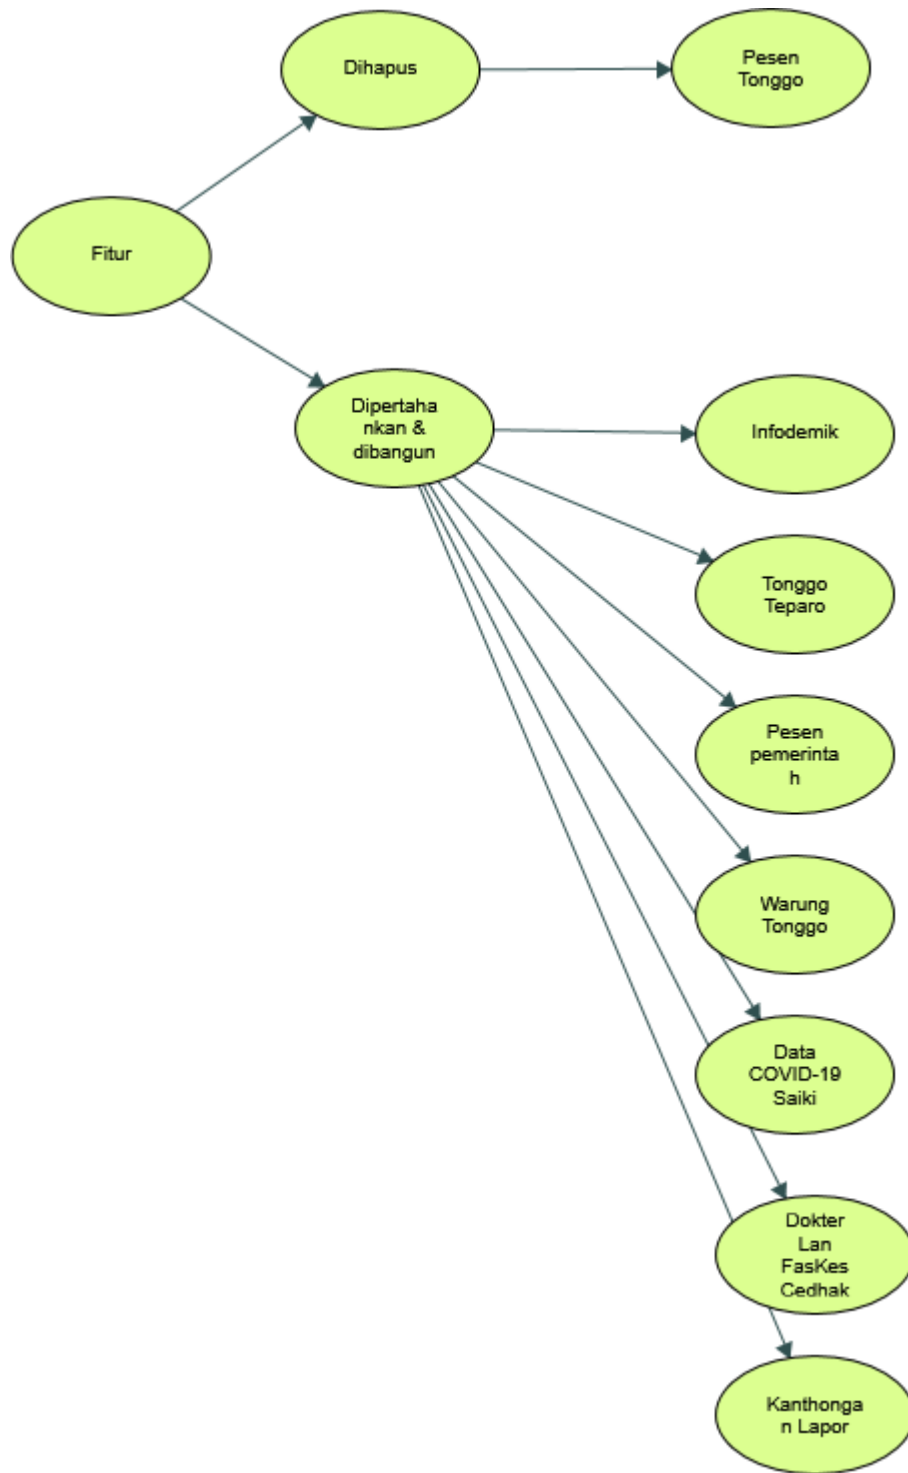 Dihapus
Pesen
Tonggo
Fitur
Dipertaha
nkan &
dibangun
Infodemik
Tonggo
Teparo
Pesen
pemerinta
h
Warung
Tonggo
Data
COVID-19
Saiki
Dokter
Lan
FasKes
Cedhak
Kanthonga
n Lapor